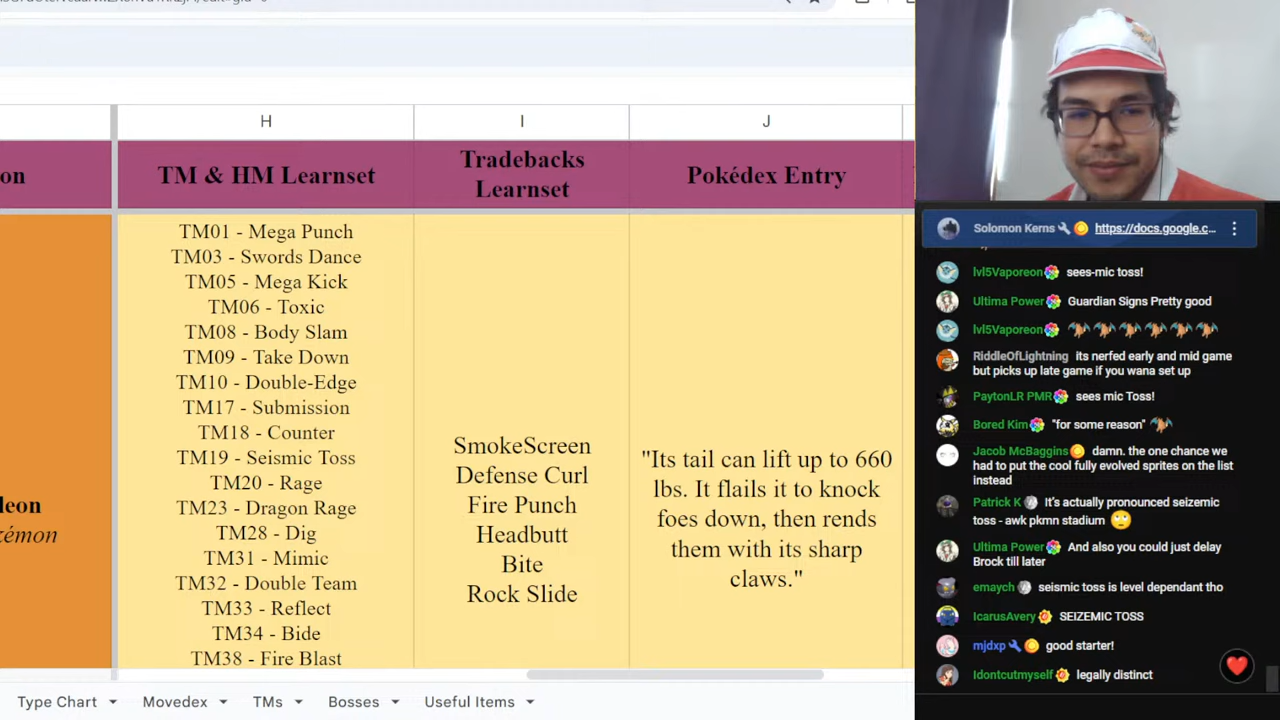 H
I
J
on
TM & HM Learnset
Tradebacks
Learnset
Pokédex Entry
leon
kémon
TM01 - Mega Punch
TM03 - Swords Dance
TM05 - Mega Kick
TM06 - Toxic
TM08 - Body Slam
TM09 - Take Down
TM10 - Double-Edge
TM17 - Submission
TM18 - Counter
TM19 - Seismic Toss
TM20 - Rage
TM23 - Dragon Rage
TM28 - Dig
TM31 - Mimic
TM32 - Double Team
TM33 - Reflect
TM34 - Bide
TM38 - Fire Blast
SmokeScreen
Defense Curl
Fire Punch
Headbutt
Bite
Rock Slide
"Its tail can lift up to 660
lbs. It flails it to knock
foes down, then rends
them with its sharp
claws."
Type Chart
Movedex
TMs
Bosses
Useful Items
Solomon Kerns https://docs.google.c...
lvl5Vaporeon sees-mic toss!
Ultima Power Guardian Signs Pretty good
lvl5Vaporeon
RiddleOfLightning its nerfed early and mid game
but picks up late game if you wana set up
PaytonLR PMR sees mic Toss!
Bored Kim "for some reason"
Jacob McBaggins damn. the one chance we
had to put the cool fully evolved sprites on the list
instead
Patrick K It's actually pronounced seizemic
toss - awk pkmn stadium
Ultima Power And also you could just delay
Brock till later
emaych seismic toss is level dependant tho
IcarusAvery SEIZEMIC TOSS
mjdxp good starter!
Idontcutmyself legally distinct